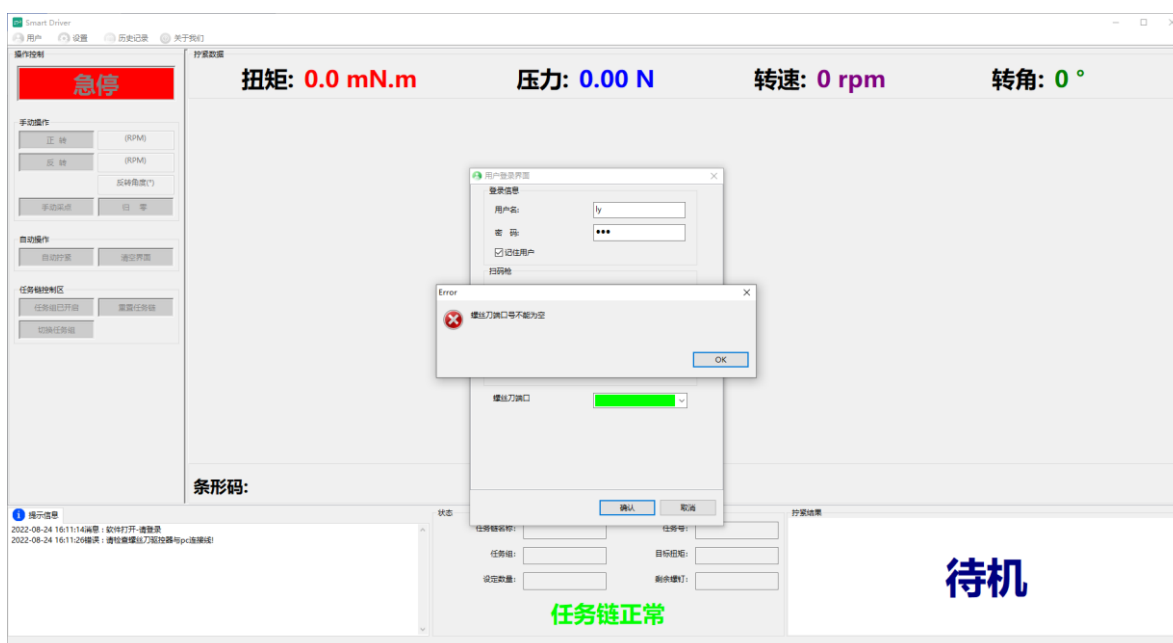 Smart Driver
用户 设置 历史记录 关于我们
操作控制
急停
手动操作
正 转 (RPM)
反 转 (RPM)
反转角度(°)
手动采点 归 零
自动操作
自动拧紧 清空界面
任务链控制区
任务组已开启 重置任务链
切换任务组
拧紧数据
扭矩: 0.0 mN.m 压力: 0.00 N 转速: 0 rpm 转角: 0 °
用户登录界面
登录信息
用户名: ly
密 码: •••
记住用户
扫码枪
Error
螺丝刀端口号不能为空
OK
螺丝刀端口
确认 取消
条形码:
提示信息
2022-08-24 16:11:14消息：软件打开-请登录
2022-08-24 16:11:26错误：请检查螺丝刀驱控器与pc连接线!
状态
任务链名称: 任务号:
任务组: 目标扭矩:
设定数量: 剩余螺钉:
任务链正常
拧紧结果
待机